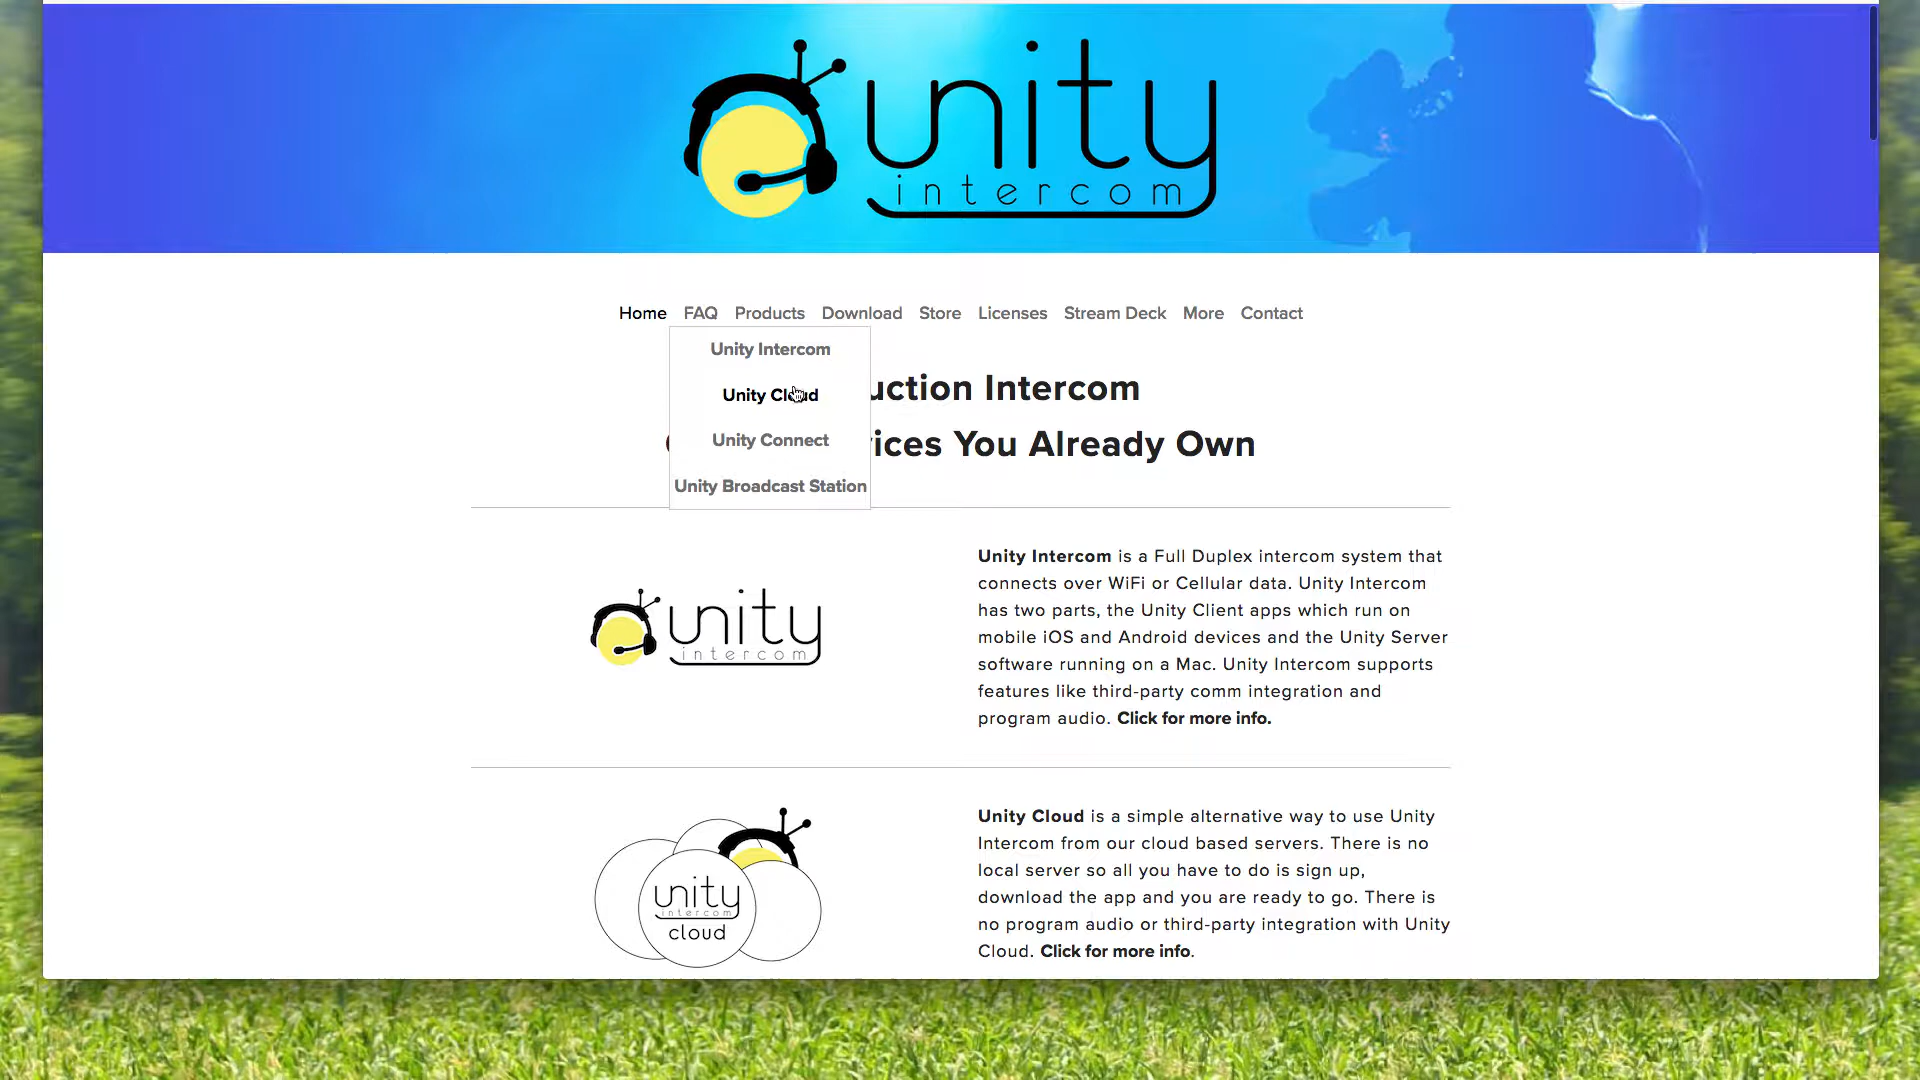 unity
intercom
Home FAQ Products Download Store Licenses Stream Deck More Contact
Unity Intercom
Unity Cloud
Unity Connect
Unity Broadcast Station
Intercom
You Already Own
unity
intercom
Unity Intercom is a Full Duplex intercom system that
connects over WiFi or Cellular data. Unity Intercom
has two parts, the Unity Client apps which run on
mobile iOS and Android devices and the Unity Server
software running on a Mac. Unity Intercom supports
features like third-party comm integration and
program audio. Click for more info.
unity
intercom
cloud
Unity Cloud is a simple alternative way to use Unity
Intercom from our cloud based servers. There is no
local server so all you have to do is sign up,
download the app and you are ready to go. There is
no program audio or third-party integration with Unity
Cloud. Click for more info.